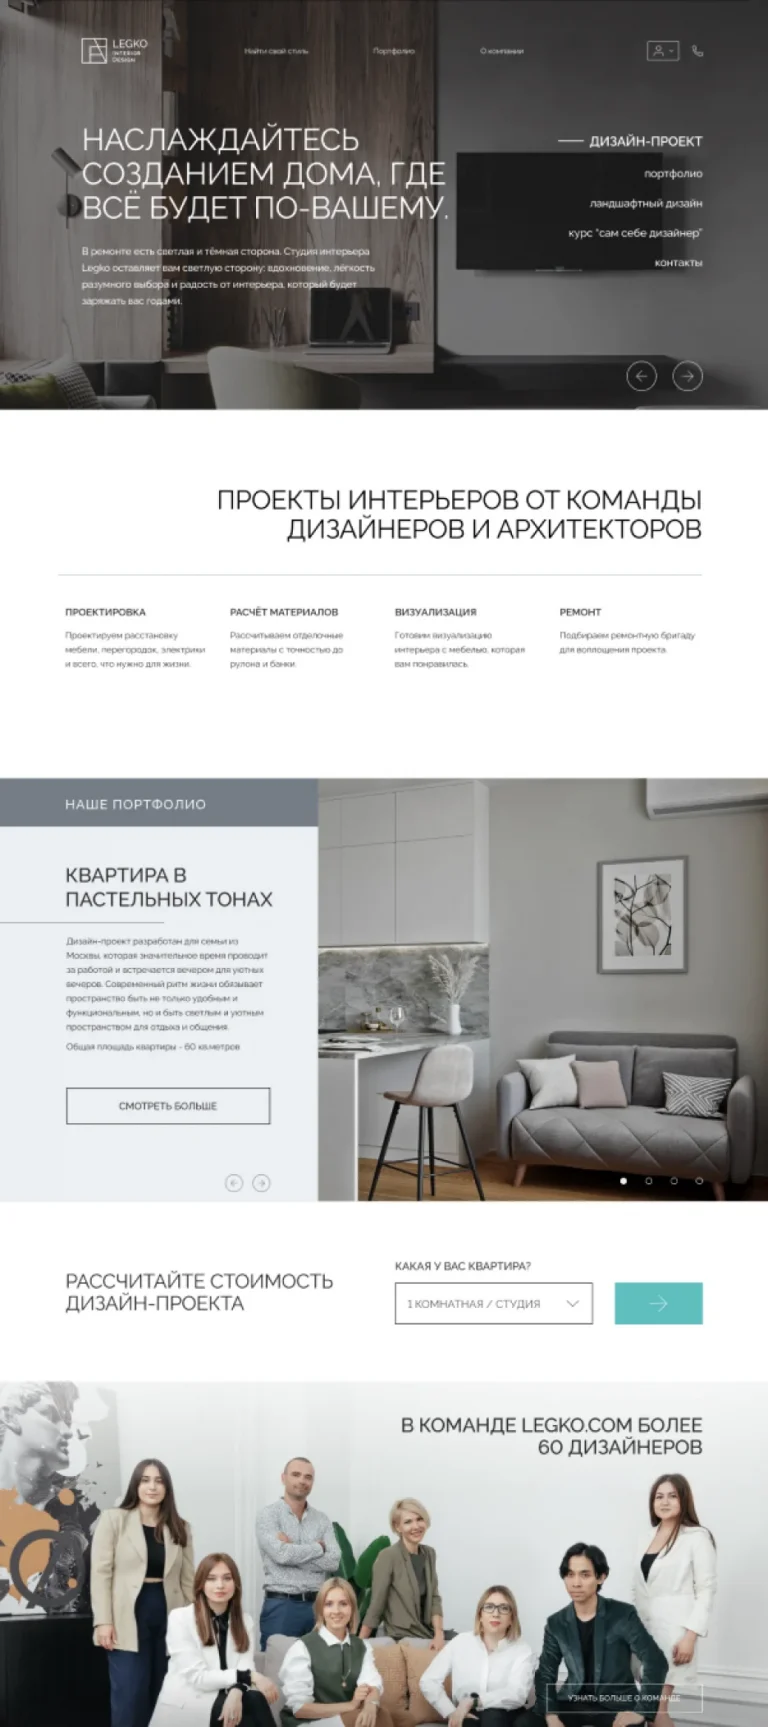 LEGKO
INTERIOR
DESIGN
Найти свой стиль
Портфолио
О компании
НАСЛАЖДАЙТЕСЬ
СОЗДАНИЕМ ДОМА, ГДЕ
ВСЁ БУДЕТ ПО-ВАШЕМУ.
В ремонте есть светлая и тёмная сторона. Студия интерьера
Legko оставляет вам светлую сторону: вдохновение, лёгкость
разумного выбора и радость от интерьера, который будет
заряжать вас годами.
ДИЗАЙН-ПРОЕКТ
портфолио
ландшафтный дизайн
курс "сам себе дизайнер"
контакты
ПРОЕКТЫ ИНТЕРЬЕРОВ ОТ КОМАНДЫ
ДИЗАЙНЕРОВ И АРХИТЕКТОРОВ
ПРОЕКТИРОВКА
Проектируем расстановку
мебели, перегородок, электрики
и всего, что нужно для жизни.
РАСЧЁТ МАТЕРИАЛОВ
Рассчитываем отделочные
материалы с точностью до
рулона и банки.
ВИЗУАЛИЗАЦИЯ
Готовим визуализацию
интерьера с мебелью, которая
вам понравилась.
РЕМОНТ
Подбираем ремонтную бригаду
для воплощения проекта.
НАШЕ ПОРТФОЛИО
КВАРТИРА В
ПАСТЕЛЬНЫХ ТОНАХ
Дизайн-проект разработан для семьи из
Москвы, которая значительное время проводит
за работой и встречается вечером для уютных
вечеров. Современный ритм жизни обязывает
пространство быть не только удобным и
функциональным, но и быть светлым и уютным
пространством для отдыха и общения.
Общая площадь квартиры - 60 кв.метров
СМОТРЕТЬ БОЛЬШЕ
РАССЧИТАЙТЕ СТОИМОСТЬ
ДИЗАЙН-ПРОЕКТА
КАКАЯ У ВАС КВАРТИРА?
1 КОМНАТНАЯ / СТУДИЯ
В КОМАНДЕ LEGKO.COM БОЛЕЕ
60 ДИЗАЙНЕРОВ
УЗНАТЬ БОЛЬШЕ О КОМАНДЕ